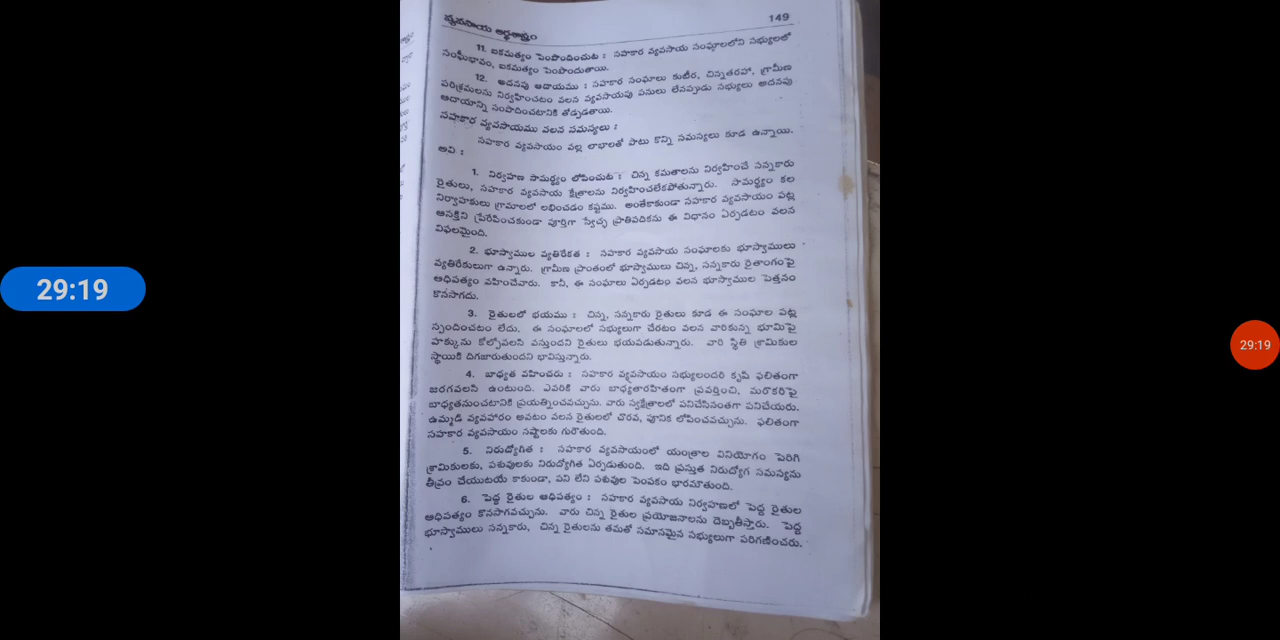 వ్యవసాయ అర్థశాస్త్రం
149
11. ఐకమత్యం పెంపొందించుట : సహకార వ్యవసాయ సంఘాలలోని సభ్యులలో
సంఘీభావం, ఐకమత్యం పెంపొందుతాయి.
12. అదనపు ఆదాయము : సహకార సంఘాలు కుటీర, చిన్నతరహా, గ్రామీణ
పరిశ్రమలను నిర్వహించటం వలన వ్యవసాయపు పనులు లేనప్పుడు సభ్యులు అదనపు
ఆదాయాన్ని సంపాదించటానికి తోడ్పడతాయి.
సహకార వ్యవసాయము వలన సమస్యలు :
సహకార వ్యవసాయం వల్ల లాభాలతో పాటు కొన్ని సమస్యలు కూడ ఉన్నాయి.
అవి :
1. నిర్వహణ సామర్థ్యం లోపించుట : చిన్న కమతాలను నిర్వహించే సన్నకారు
రైతులు, సహకార వ్యవసాయ క్షేత్రాలను నిర్వహించలేకపోతున్నారు. సామర్థ్యం కల
నిర్వాహకులు గ్రామాలలో లభించడం కష్టము. అంతేకాకుండా సహకార వ్యవసాయం పట్ల
ఆసక్తిని ప్రేరేపించకుండా పూర్తిగా స్వేచ్ఛ ప్రాతిపదికను ఈ విధానం ఏర్పడటం వలన
విఫలమైంది.
2. భూస్వాముల వ్యతిరేకత : సహకార వ్యవసాయ సంఘాలకు భూస్వాములు
వ్యతిరేకులుగా ఉన్నారు. గ్రామీణ ప్రాంతంలో భూస్వాములు చిన్న, సన్నకారు రైతాంగంపై
ఆధిపత్యం వహించేవారు. కానీ, ఈ సంఘాలు ఏర్పడటం వలన భూస్వాముల పెత్తనం
కొనసాగదు.
3. రైతులలో భయము : చిన్న, సన్నకారు రైతులు కూడ ఈ సంఘాల పట్ల
స్పందించటం లేదు. ఈ సంఘాలలో సభ్యులుగా చేరటం వలన వారికున్న భూమిపై
హక్కును కోల్పోవలసి వస్తుందని రైతులు భయపడుతున్నారు. వారి స్థితి శ్రామికుల
స్థాయికి దిగజారుతుందని భావిస్తున్నారు.
4. బాధ్యత వహించరు : సహకార వ్యవసాయం సభ్యులందరి కృషి ఫలితంగా
జరగవలసి ఉంటుంది. ఎవరికి వారు బాధ్యతారహితంగా ప్రవర్తించి, మరొకరిపై
బాధ్యతనుంచటానికి ప్రయత్నించవచ్చును. వారు స్వక్షేత్రాలలో పనిచేసినంతగా పనిచేయరు.
ఉమ్మడి వ్యవహారం అవటం వలన రైతులలో చొరవ, పూనిక లోపించవచ్చును. ఫలితంగా
సహకార వ్యవసాయం నష్టాలకు గురౌతుంది.
5. నిరుద్యోగిత : సహకార వ్యవసాయంలో యంత్రాల వినియోగం పెరిగి
శ్రామికులకు, పశువులకు నిరుద్యోగిత ఏర్పడుతుంది. ఇది ప్రస్తుత నిరుద్యోగ సమస్యను
తీవ్రం చేయుటయే కాకుండా, పని లేని పశువుల పెంపకం భారమౌతుంది.
6. పెద్ద రైతుల ఆధిపత్యం : సహకార వ్యవసాయ నిర్వహణలో పెద్ద రైతుల
ఆధిపత్యం కొనసాగవచ్చును. వారు చిన్న రైతుల ప్రయోజనాలను దెబ్బతీస్తారు. పెద్ద
భూస్వాములు సన్నకారు, చిన్న రైతులను తమతో సమానమైన సభ్యులుగా పరిగణించరు.
29:19
29:19